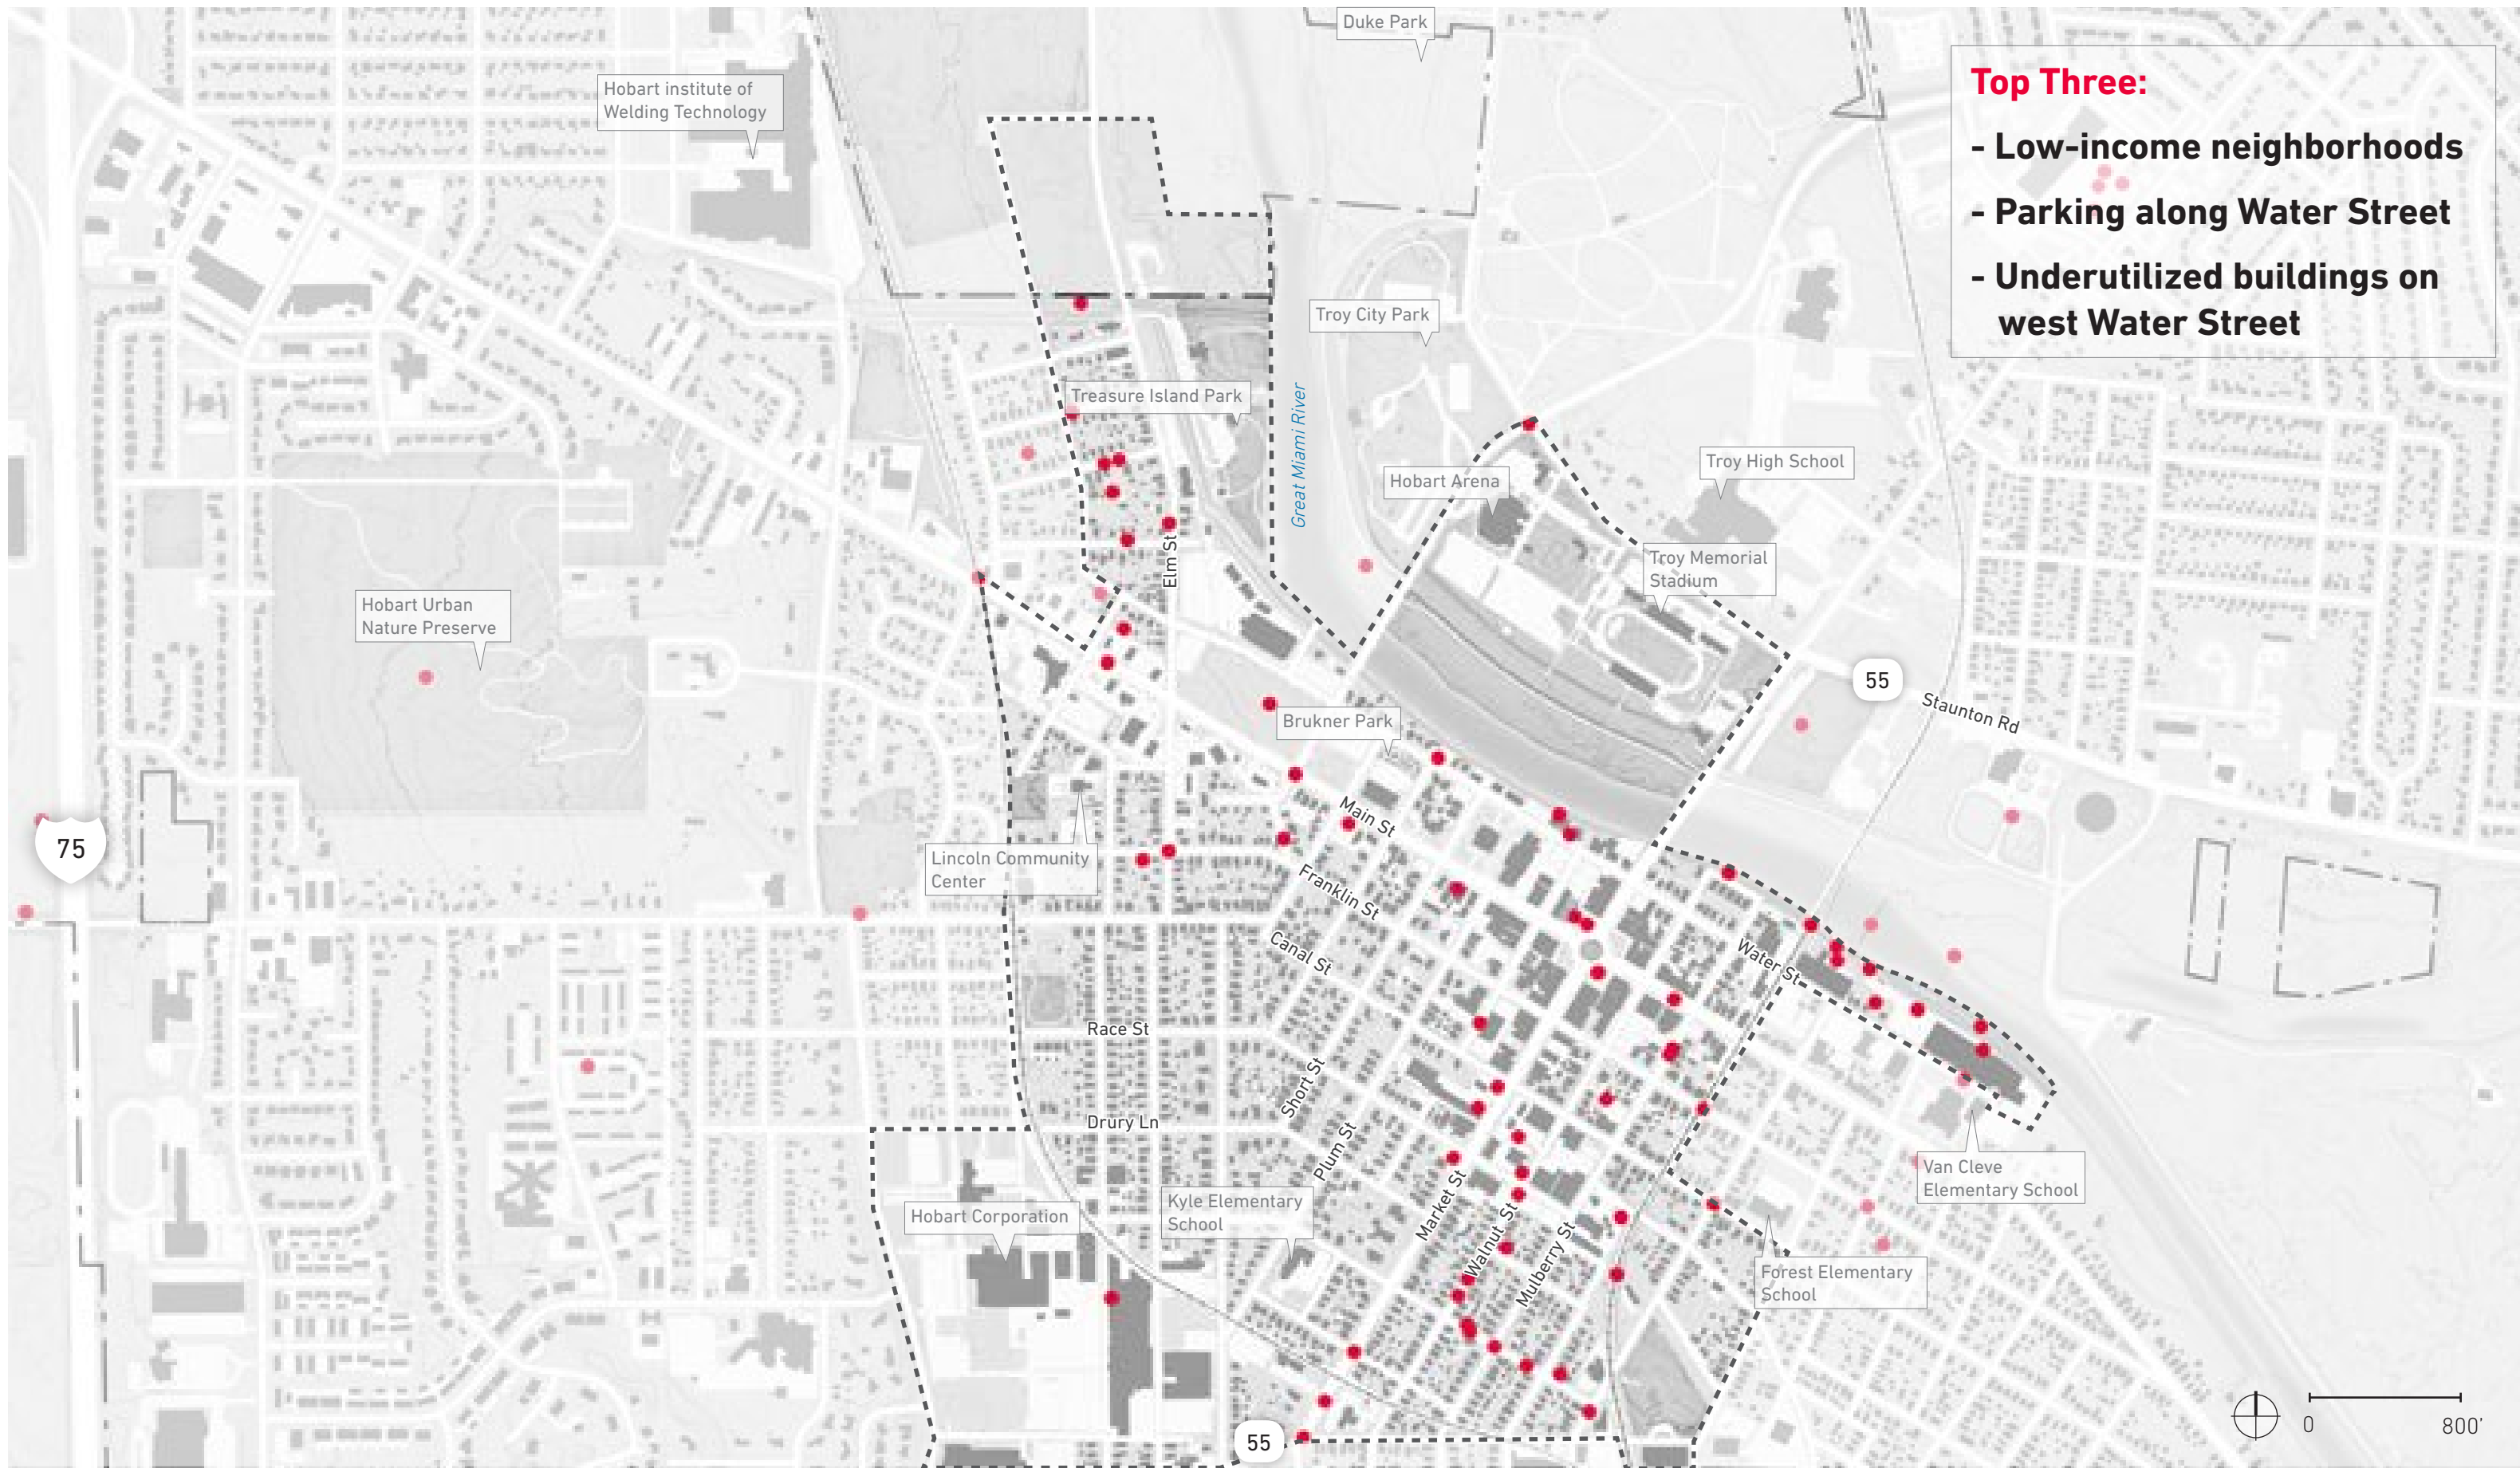 Duke Park
Hobart institute of
Welding Technology
Top Three:
- Low-income neighborhoods
- Parking along Water Street
- Underutilized buildings on
west Water Street
Troy City Park
Treasure Island Park
Great Miami River
Hobart Arena
Troy High School
Troy Memorial
Stadium
Elm St
Hobart Urban
Nature Preserve
55
Staunton Rd
Brukner Park
Main St
75
Lincoln Community
Center
Franklin St
Canal St
Water St
Race St
Short St
Drury Ln
Plum St
Van Cleve
Elementary School
Market St
Kyle Elementary
School
Hobart Corporation
Walnut St
Mulberry St
Forest Elementary
School
55
0
800'